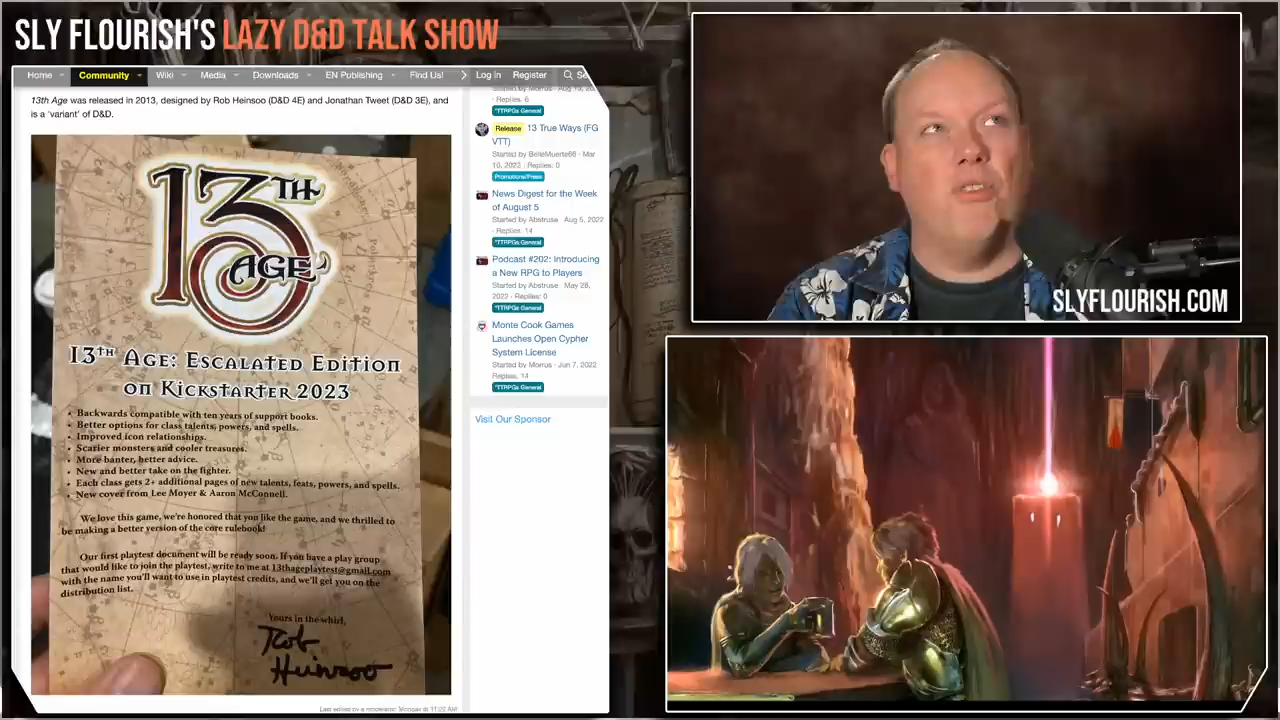 SLY FLOURISH'S LAZY D&D TALK SHOW
Home Community Wiki Media Downloads EN Publishing Find Us! Log in Register
13th Age was released in 2013, designed by Rob Heinsoo (D&D 4E) and Jonathan Tweet (D&D 3E), and
is a 'variant' of D&D.
13TH
AGE
13th Age: Escalated Edition
on Kickstarter 2023
• Backwards compatible with ten years of support books.
• Better options for class talents, powers, and spells.
• Improved icon relationships.
• Scarier monsters and cooler treasures.
• More banter, better advice.
• New and better take on the fighter.
• Each class gets 2+ additional pages of new talents, feats, powers, and spells.
• New cover from Lee Moyer & Aaron McConnell.
We love this game, we're honored that you like the game, and we thrilled to
be making a better version of the core rulebook!
Our first playtest document will be ready soon. If you have a play group
that would like to join the playtest, write to me at 13thageplaytest@gmail.com
with the name you'll want to use in playtest credits, and we'll get you on the
distribution list.
Yours in the whirl,
Rob
Heinsoo
· Replies: 6
*TTRPGs General
Release 13 True Ways (FG
VTT)
Started by BelleMuerte66 · Mar
10, 2022 · Replies: 0
Promotions/Press
News Digest for the Week
of August 5
Started by Abstruse · Aug 5, 2022
· Replies: 14
*TTRPGs General
Podcast #202: Introducing
a New RPG to Players
Started by Abstruse · May 28,
2022 · Replies: 0
*TTRPGs General
Monte Cook Games
Launches Open Cypher
System License
Started by Morrus · Jun 7, 2022
Replies: 14
*TTRPGs General
Visit Our Sponsor
SLYFLOURISH.COM